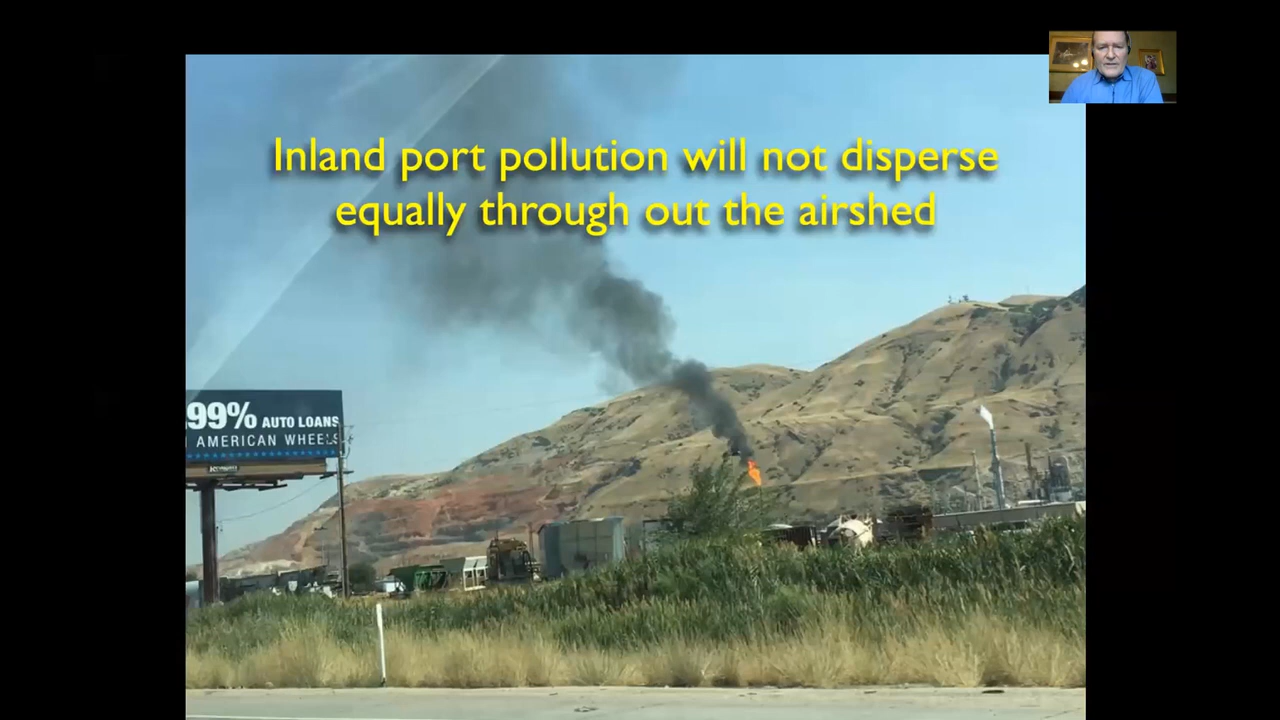 Inland port pollution will not disperse
equally through out the airshed
99% AUTO LOANS
AMERICAN WHEELS